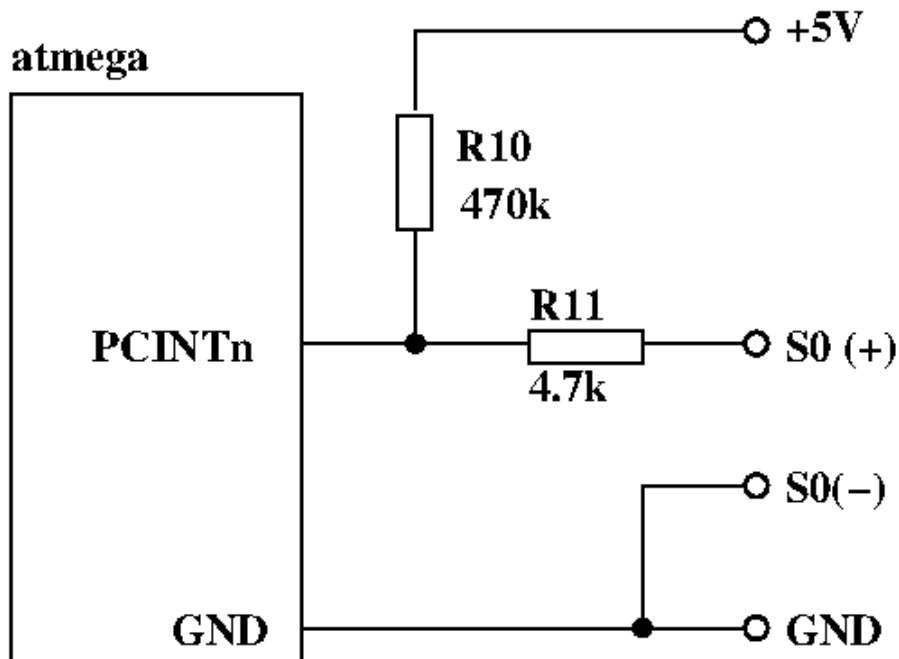 +5V
atmega
R10
470k
R11
PCINTn
S0 (+)
4.7k
S0(−)
GND
GND